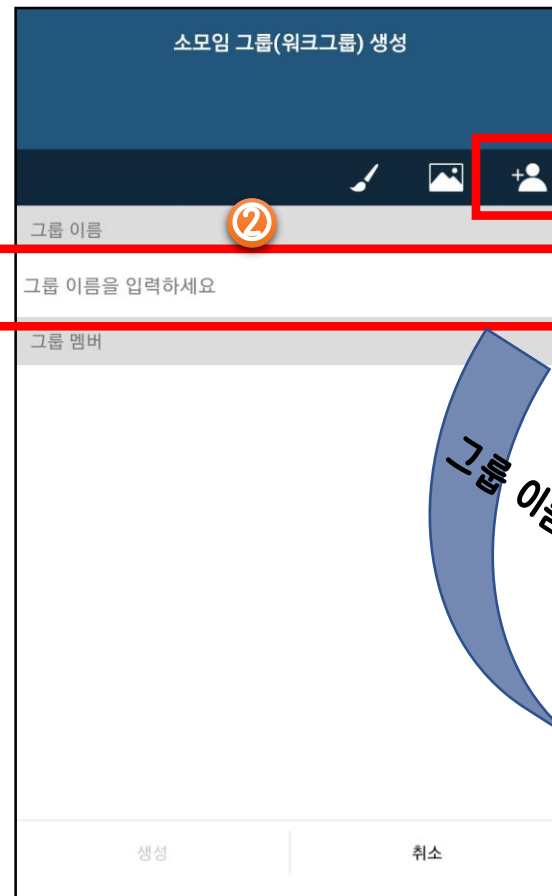 소모임 그룹(워크그룹) 생성
그룹 이름
②
그룹 이름을 입력하세요
그룹 멤버
그룹 이름
생성
취소